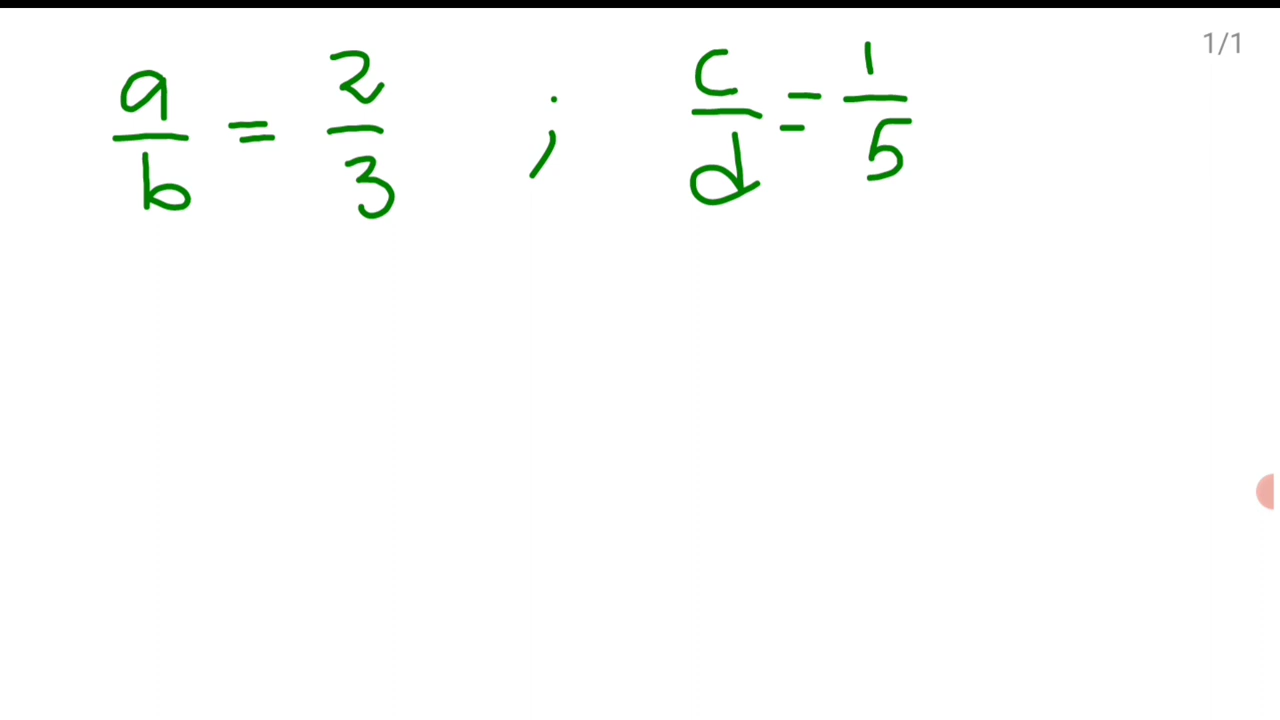 1/1
a/b = 2/3 ; c/d = 1/5